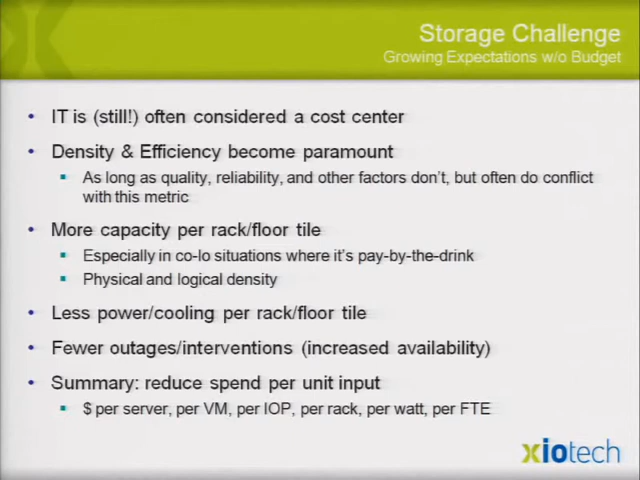 Storage Challenge
Growing Expectations w/o Budget
• IT is (still!) often considered a cost center
• Density & Efficiency become paramount
▪ As long as quality, reliability, and other factors don't, but often do conflict
with this metric
• More capacity per rack/floor tile
▪ Especially in co-lo situations where it's pay-by-the-drink
▪ Physical and logical density
• Less power/cooling per rack/floor tile
• Fewer outages/interventions (increased availability)
• Summary: reduce spend per unit input
▪ $ per server, per VM, per IOP, per rack, per watt, per FTE
xiotech